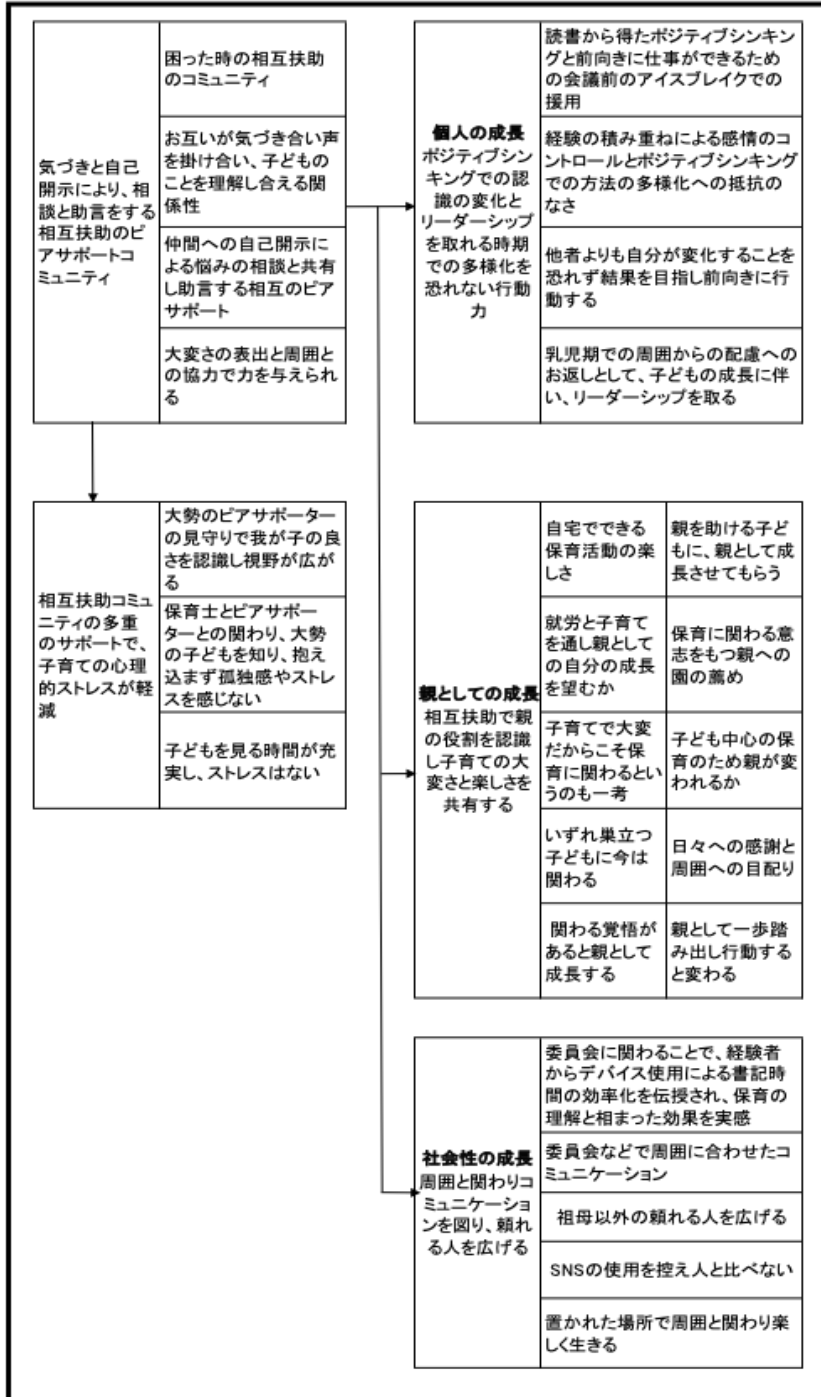 気づきと自己
開示により、相
談と助言をする
相互扶助のピ
アサポートコ
ミュニティ
困った時の相互扶助
のコミュニティ
お互いが気づき合い声
を掛け合い、子どもの
ことを理解し合える関
係性
仲間への自己開示に
よる悩みの相談と共有
し助言する相互のピア
サポート
大変さの表出と周囲と
の協力で力を与えられ
る
相互扶助コミュ
ニティの多重
のサポートで、
子育ての心理
的ストレスが軽
減
大勢のピアサポーター
の見守りで我が子の良
さを認識し視野が広が
る
保育士とピアサポー
ターとの関わり、大勢
の子どもを知り、抱え
込まず孤独感やストレ
スを感じない
子どもを見る時間が充
実し、ストレスはない
個人の成長
ポジティブシン
キングでの認
識の変化と
リーダーシップ
を取れる時期
での多様化を
恐れない行動
力
読書から得たポジティブシンキン
グと前向きに仕事ができるため
の会議前のアイスブレイクでの
援用
経験の積み重ねによる感情のコ
ントロールとポジティブシンキング
での方法の多様化への抵抗の
なさ
他者よりも自分が変化することを
恐れず結果を目指し前向きに行
動する
乳児期での周囲からの配慮への
お返しとして、子どもの成長に伴
い、リーダーシップを取る
親としての成長
相互扶助で親
の役割を認識
し子育ての大
変さと楽しさを
共有する
自宅でできる
保育活動の楽
しさ
親を助ける子ど
もに、親として成
長させてもらう
就労と子育て
を通し親として
の自分の成長
を望むか
保育に関わる意
志をもつ親への
園の薦め
子育てで大変
だからこそ保
育に関わるとい
うのも一考
子ども中心の保
育のため親が変
われるか
いずれ巣立つ
子どもに今は
関わる
日々への感謝と
周囲への目配り
関わる覚悟が
あると親として
成長する
親として一歩踏
み出し行動する
と変わる
社会性の成長
周囲と関わりコ
ミュニケーショ
ンを図り、頼れ
る人を広げる
委員会に関わることで、経験者
からデバイス使用による書記時
間の効率化を伝授され、保育の
理解と相まった効果を実感
委員会などで周囲に合わせたコ
ミュニケーション
祖母以外の頼れる人を広げる
SNSの使用を控え人と比べない
置かれた場所で周囲と関わり楽
しく生きる